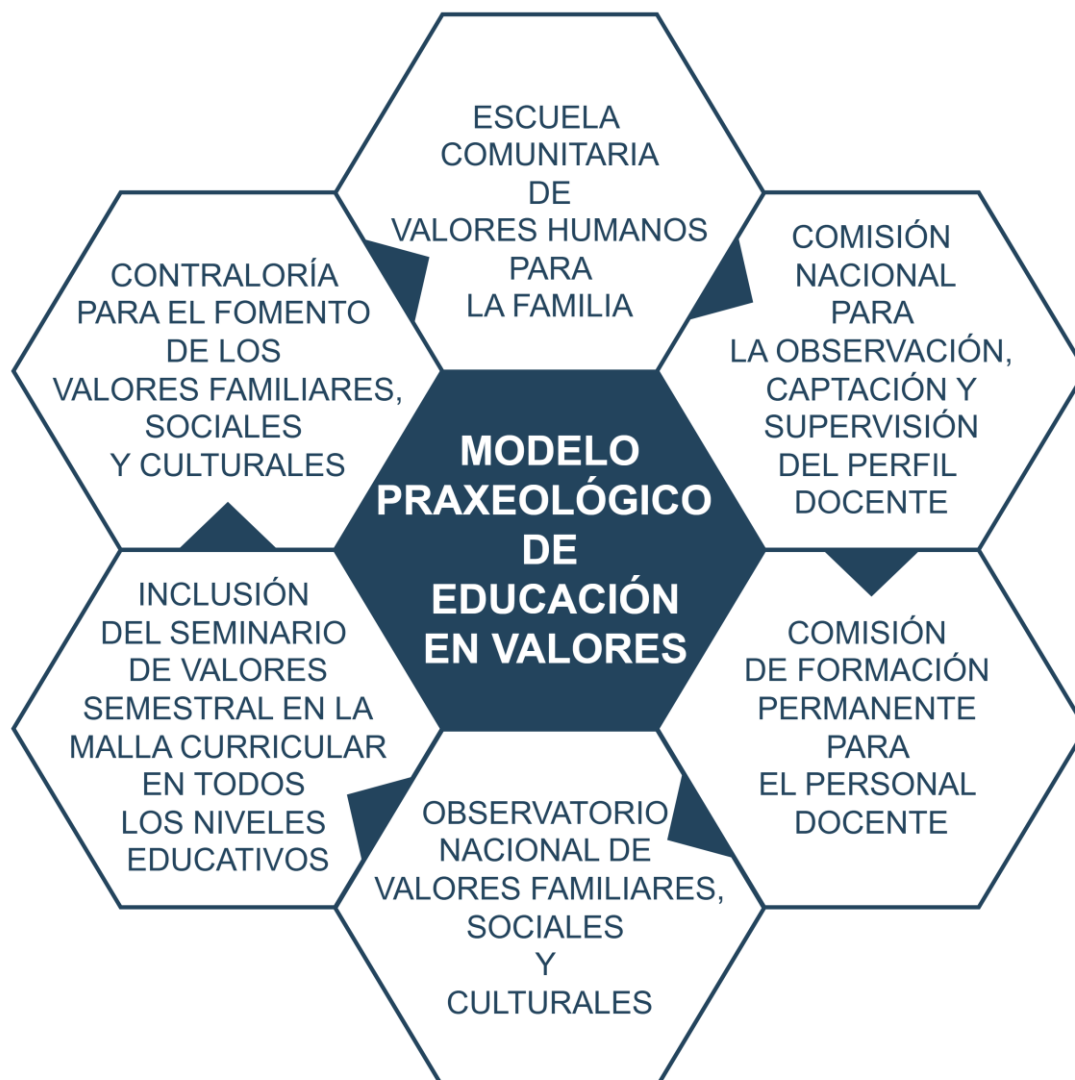 ESCUELA
COMUNITARIA
DE
VALORES HUMANOS
PARA
LA FAMILIA
COMISIÓN
NACIONAL
PARA
LA OBSERVACIÓN,
CAPTACIÓN Y
SUPERVISIÓN
DEL PERFIL
DOCENTE
COMISIÓN
DE FORMACIÓN
PERMANENTE
PARA
EL PERSONAL
DOCENTE
OBSERVATORIO
NACIONAL DE
VALORES FAMILIARES,
SOCIALES
Y
CULTURALES
INCLUSIÓN
DEL SEMINARIO
DE VALORES
SEMESTRAL EN LA
MALLA CURRICULAR
EN TODOS
LOS NIVELES
EDUCATIVOS
CONTRALORÍA
PARA EL FOMENTO
DE LOS
VALORES FAMILIARES,
SOCIALES
Y CULTURALES
MODELO
PRAXEOLÓGICO
DE
EDUCACIÓN
EN VALORES